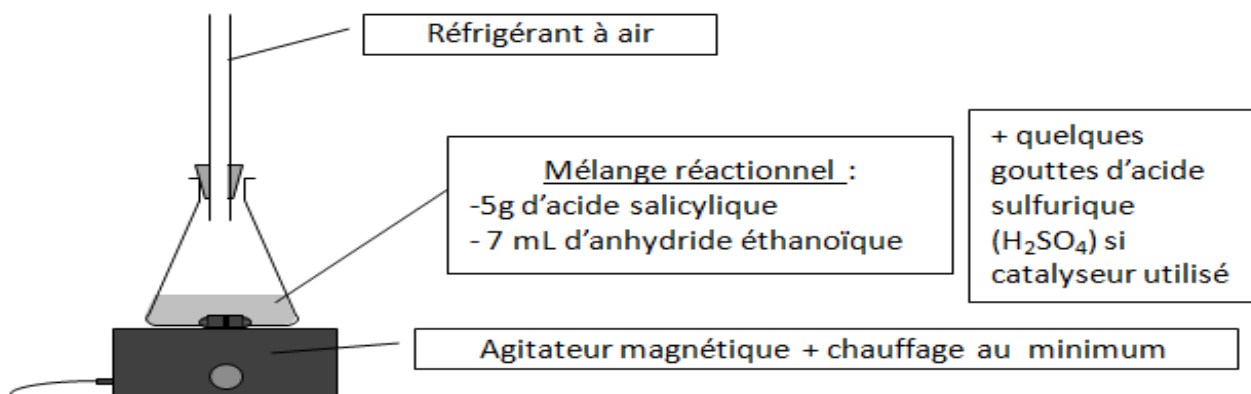 Réfrigérant à air
Mélange réactionnel :
-5g d'acide salicylique
- 7 mL d'anhydride éthanoïque
+ quelques
gouttes d'acide
sulfurique
(H₂SO₄) si
catalyseur utilisé
Agitateur magnétique + chauffage au minimum